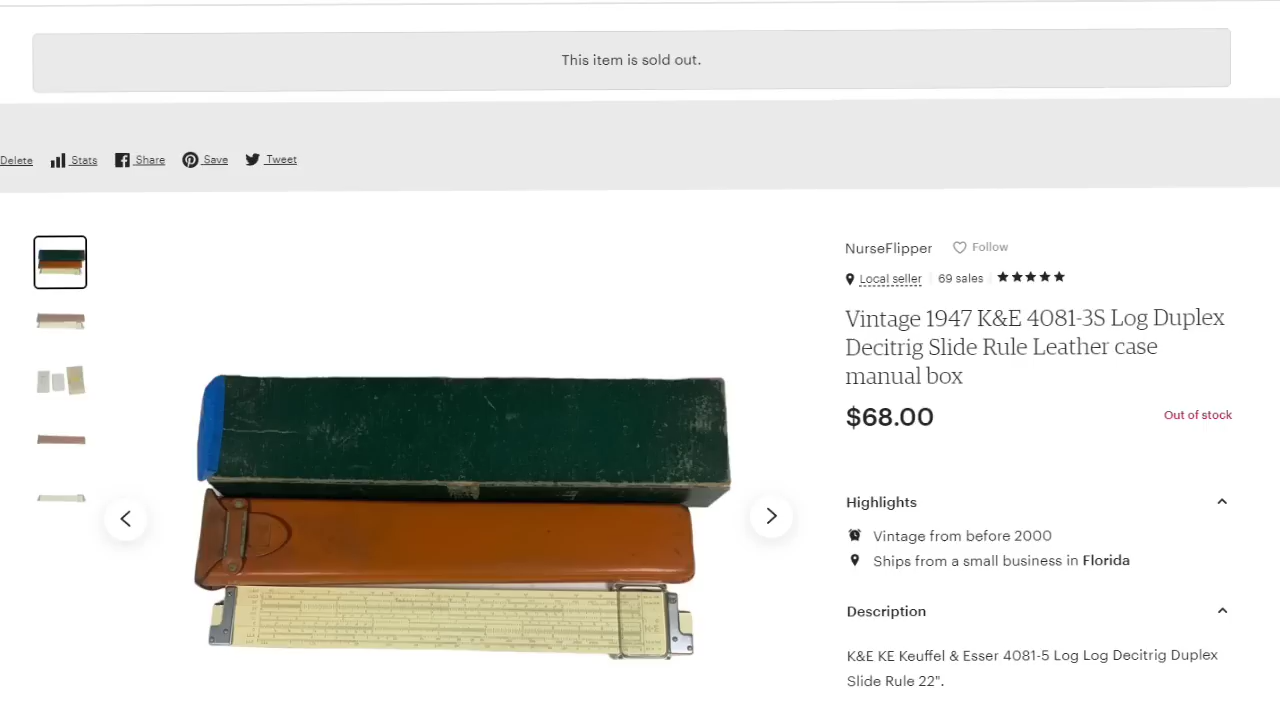 This item is sold out.
Delete Stats Share Save Tweet
NurseFlipper Follow
Local seller 69 sales
Vintage 1947 K&E 4081-3S Log Duplex
Decitrig Slide Rule Leather case
manual box
$68.00 Out of stock
Highlights
Vintage from before 2000
Ships from a small business in Florida
Description
K&E KE Keuffel & Esser 4081-5 Log Log Decitrig Duplex
Slide Rule 22".
K+E